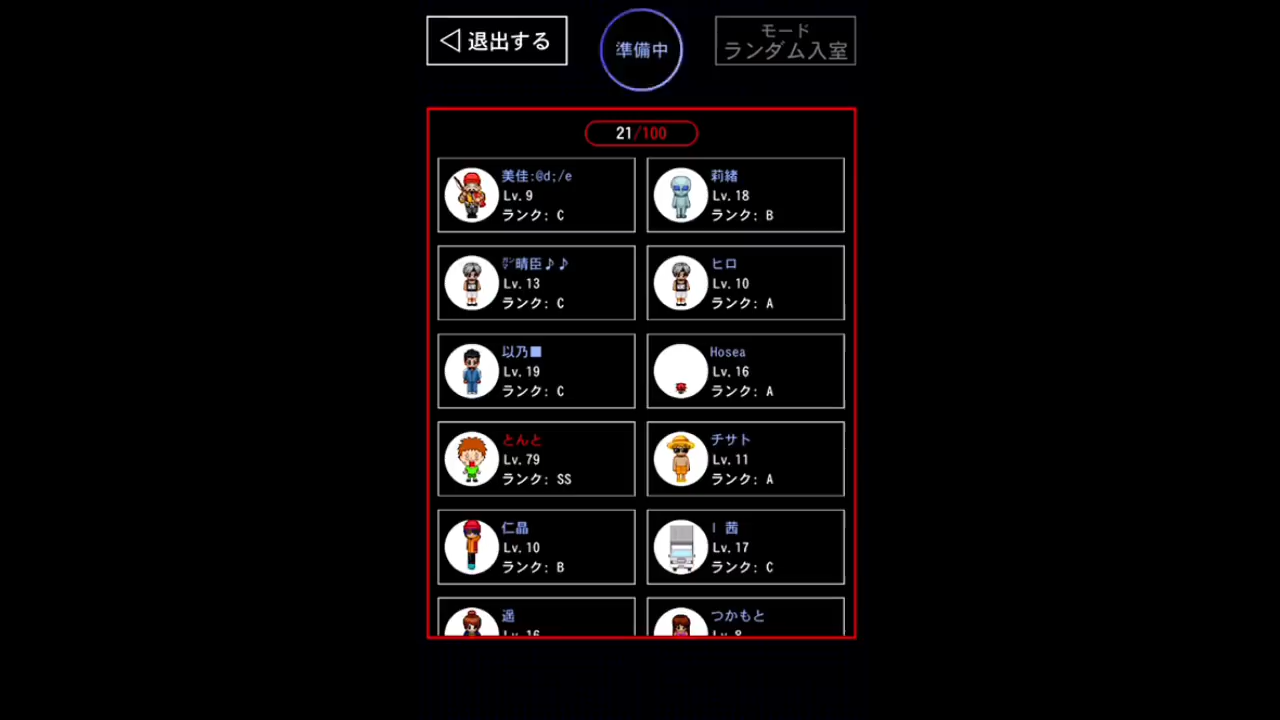 ◁退出する
準備中
モード
ランダム入室
21/100
美佳:@d;/e
Lv.9
ランク: C
莉緒
Lv.18
ランク: B
晴臣♪♪
Lv.13
ランク: C
ヒロ
Lv.10
ランク: A
以乃■
Lv.19
ランク: C
Hosea
Lv.16
ランク: A
とんと
Lv.79
ランク: SS
チサト
Lv.11
ランク: A
仁晶
Lv.10
ランク: B
| 茜
Lv.17
ランク: C
遥
Lv.16
つかもと
Lv.8